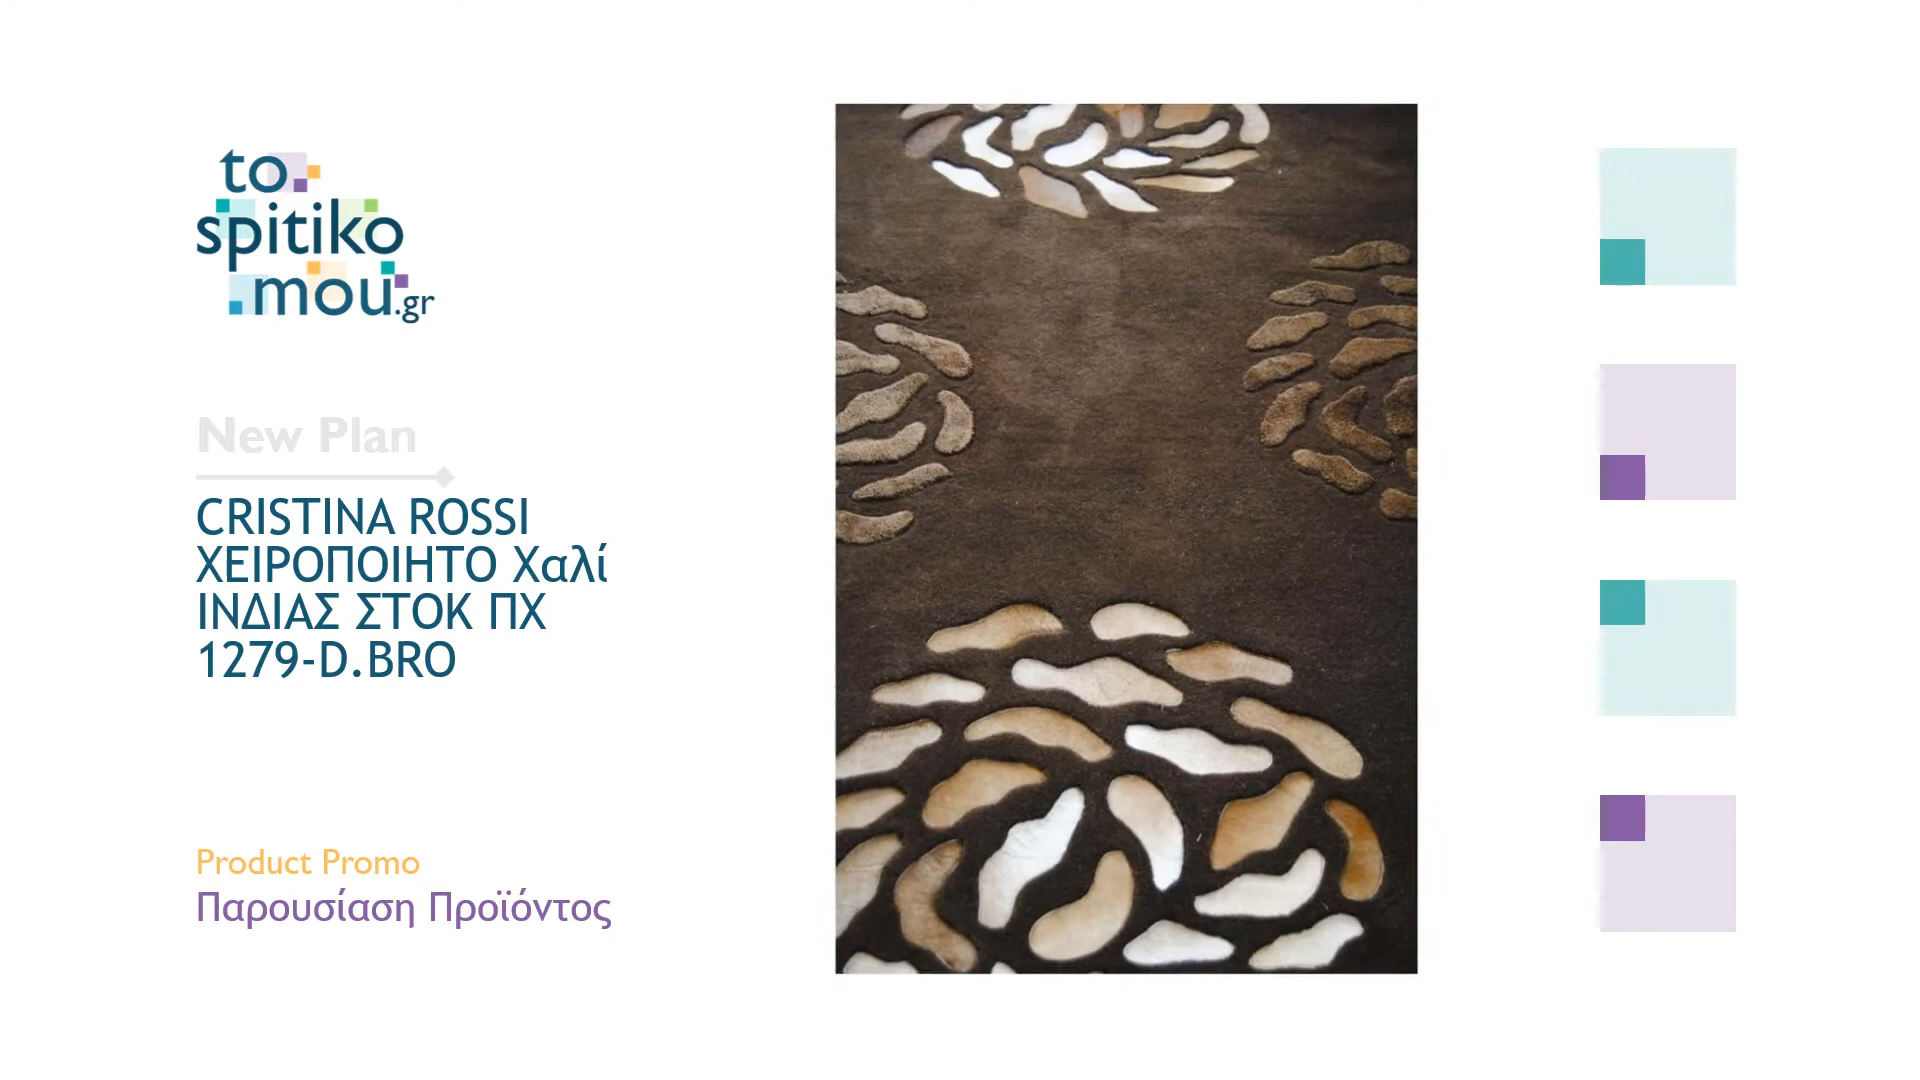 to
spitiko
mou.gr
New Plan
CRISTINA ROSSI
ΧΕΙΡΟΠΟΙΗΤΟ Χαλί
ΙΝΔΙΑΣ ΣΤΟΚ ΠΧ
1279-D.BRO
Product Promo
Παρουσίαση Προϊόντος